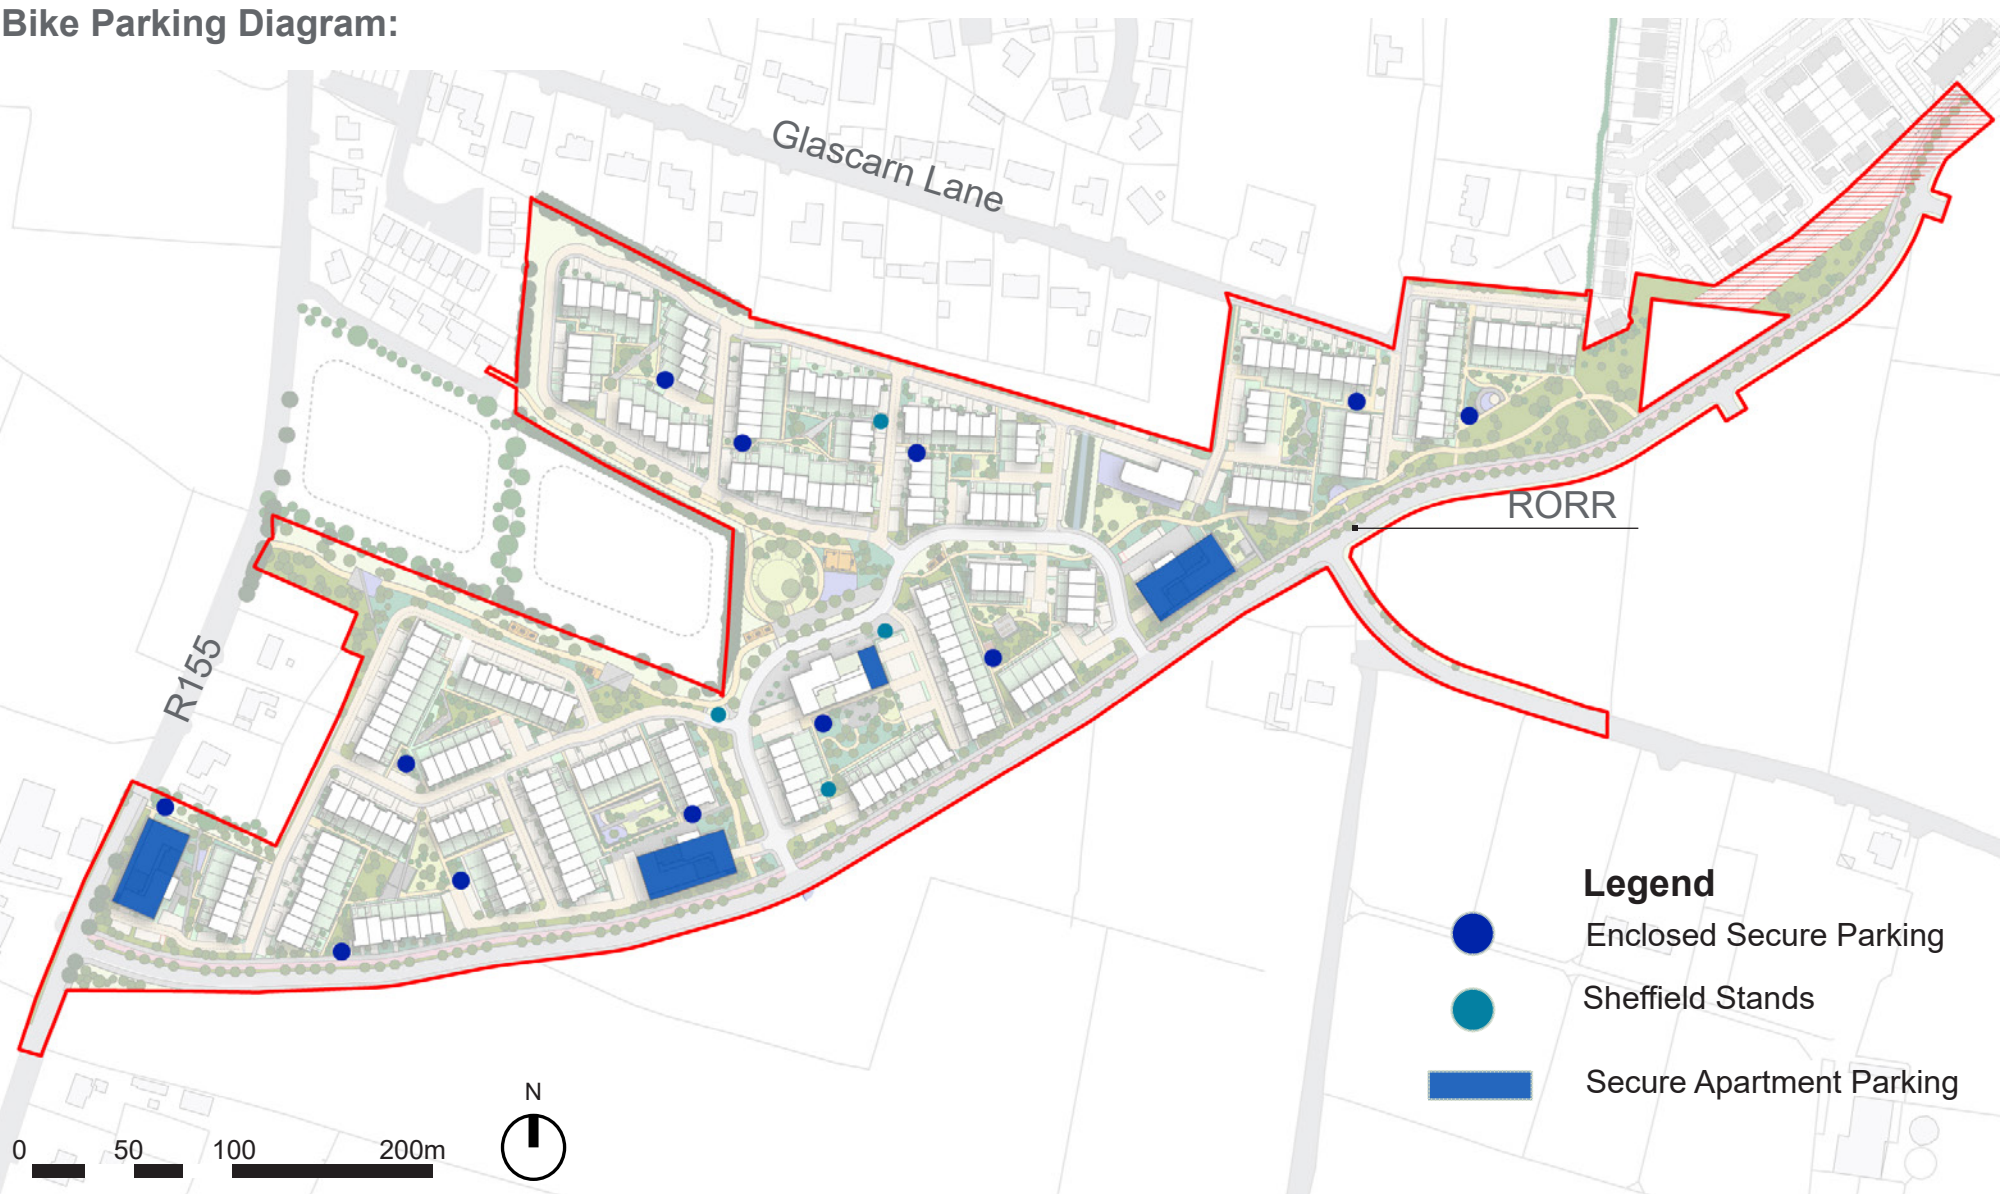 Bike Parking Diagram:
Glascarn Lane
RORR
R155
Legend
Enclosed Secure Parking
Sheffield Stands
Secure Apartment Parking
N
0 50 100 200m